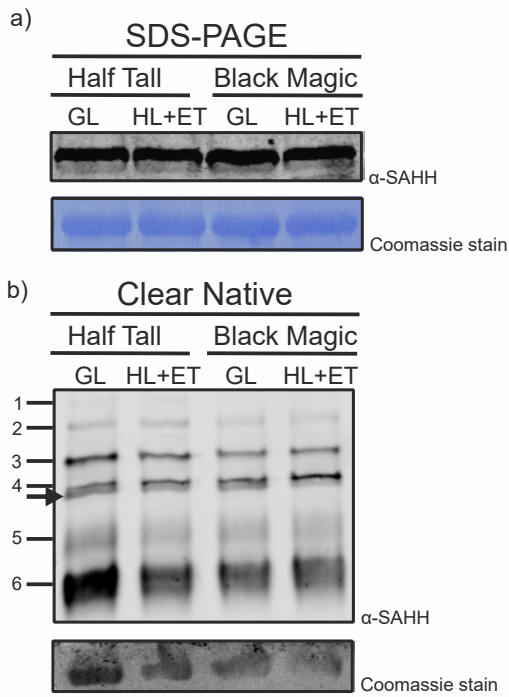 a)
SDS-PAGE
Half Tall Black Magic
GL HL+ET GL HL+ET
α-SAHH
Coomassie stain
b)
Clear Native
Half Tall Black Magic
GL HL+ET GL HL+ET
1
2
3
4
5
6
α-SAHH
Coomassie stain